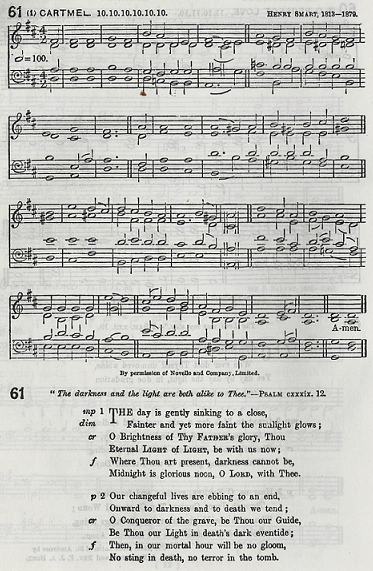 61 (1) CARTMEL. 10.10.10.10.10.10. HENRY SMART, 1813—1879.
=100.
A-men.
By permission of Novello and Company, Limited.
61 "The darkness and the light are both alike to Thee."—PSALM CXXXIX. 12.
mp 1 THE day is gently sinking to a close,
dim Fainter and yet more faint the sunlight glows;
cr O Brightness of Thy FATHER's glory, Thou
Eternal LIGHT of LIGHT, be with us now;
f Where Thou art present, darkness cannot be,
Midnight is glorious noon, O LORD, with Thee.
p 2 Our changeful lives are ebbing to an end,
Onward to darkness and to death we tend;
cr O Conqueror of the grave, be Thou our Guide,
Be Thou our Light in death's dark eventide;
f Then, in our mortal hour will be no gloom,
No sting in death, no terror in the tomb.